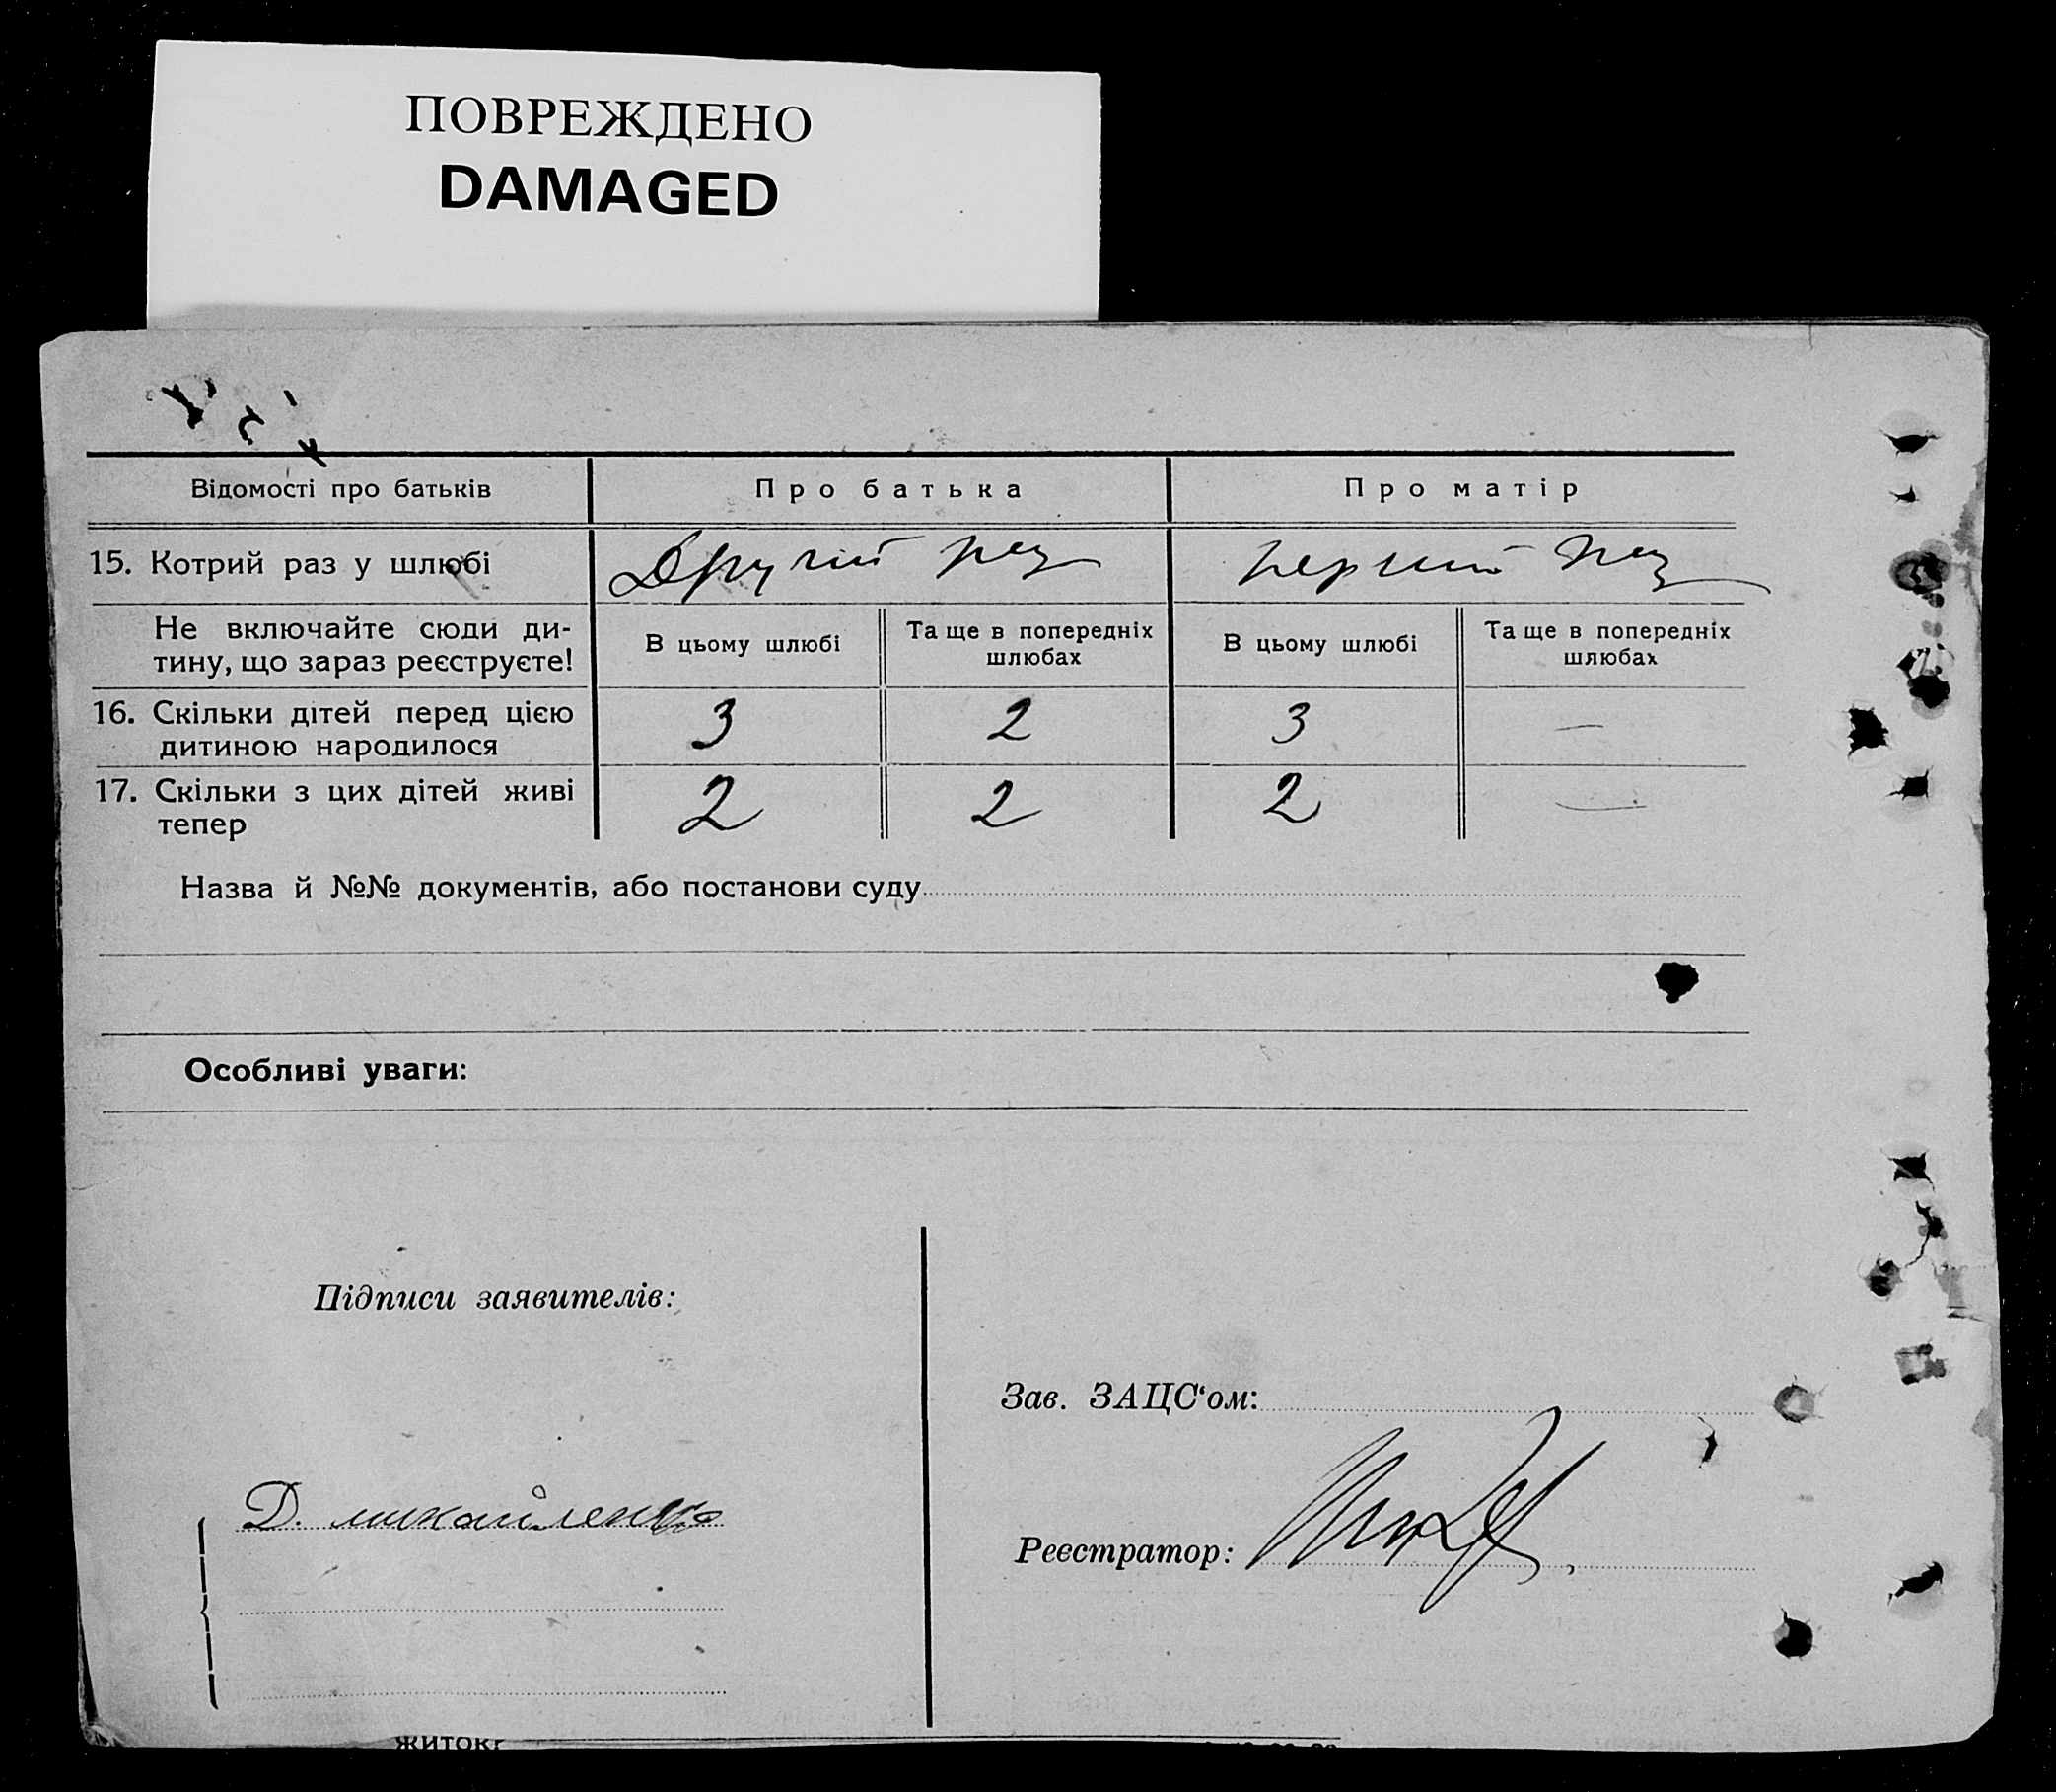 ПОВРЕЖДЕНО
DAMAGED
Відомості про батьків Про батька Про матір
15. Котрий раз у шлюбі Другий раз перший раз
Не включайте сюди ди-
тину, що зараз реєструєте!
В цьому шлюбі
Та ще в попередніх
шлюбах
В цьому шлюбі
Та ще в попередніх
шлюбах
16. Скільки дітей перед цією
дитиною народилося
3 2 3 —
17. Скільки з цих дітей живі
тепер
2 2 2 —
Назва й №№ документів, або постанови суду
Особливі уваги:
Підписи заявителів:
Зав. ЗАЦС‘ом:
Д. михайленко
Реєстратор: